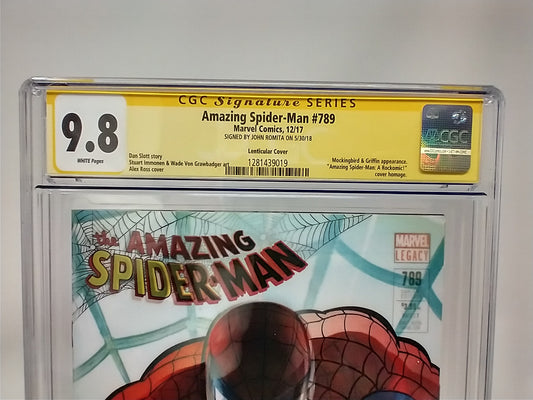 CGC Signature SERIES
Amazing Spider-Man #789
Marvel Comics, 12/17
SIGNED BY JOHN ROMITA ON 5/30/18
9.8
WHITE Pages
Dan Slott story
Stuart Immonen & Wade Von Grawbadger art
Alex Ross cover
Lenticular Cover
1281439019
Mockingbird & Griffin appearance.
"Amazing Spider-Man: A Rockomic!"
cover homage.
CGC
the AMAZING
SPIDER-MAN
MARVEL
LEGACY
789